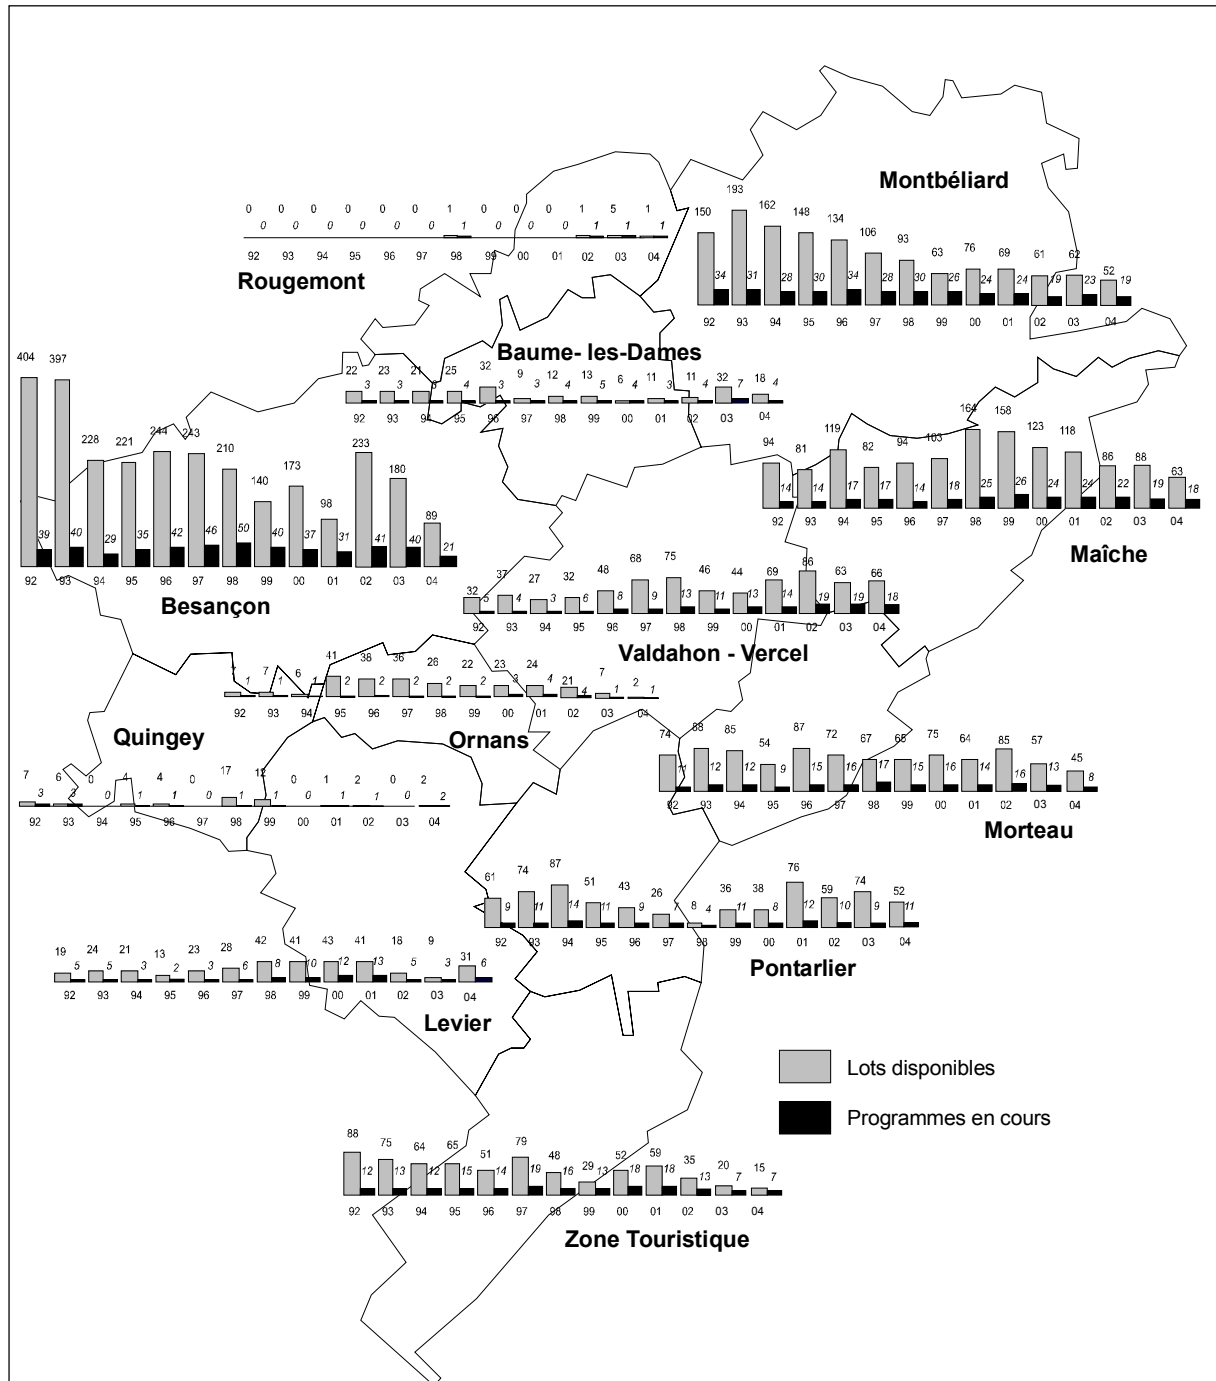 Montbéliard
193
150 162 148 134 106 93 63 76 69 61 62 52
34 31 28 30 34 28 30 26 24 24 19 23 19
92 93 94 95 96 97 98 99 00 01 02 03 04
0 0 0 0 0 0 1 0 0 0 1 5 1
0 0 0 0 0 0 1 0 0 0 1 1 1
92 93 94 95 96 97 98 99 00 01 02 03 04
Rougemont
Baume- les-Dames
22 23 21 25 32 9 12 13 6 11 11 32 18
3 3 3 4 3 3 4 5 4 3 4 7 4
92 93 94 95 96 97 98 99 00 01 02 03 04
404 397 228 221 244 243 210 140 173 98 233 180 89
39 40 29 35 42 46 50 40 37 31 41 40 21
92 93 94 95 96 97 98 99 00 01 02 03 04
Besançon
94 81 119 82 94 103 164 158 123 118 86 88 63
14 14 17 17 14 18 25 26 24 24 22 19 18
92 93 94 95 96 97 98 99 00 01 02 03 04
Maîche
32 37 27 32 48 68 75 46 44 69 86 63 66
5 4 3 6 8 9 13 11 13 14 19 19 18
92 93 94 95 96 97 98 99 00 01 02 03 04
Valdahon - Vercel
7 7 6 41 38 36 26 22 23 24 21 7 2
1 1 1 2 2 2 2 2 3 4 4 1 1
92 93 94 95 96 97 98 99 00 01 02 03 04
Ornans
Quingey
7 6 0 4 4 0 17 12 0 1 2 0 2
3 3 0 1 1 0 1 1 0 1 1 0 2
92 93 94 95 96 97 98 99 00 01 02 03 04
74 88 85 54 87 72 67 68 75 64 85 57 45
11 12 12 9 15 16 17 15 16 14 16 13 8
92 93 94 95 96 97 98 99 00 01 02 03 04
Morteau
61 74 87 51 43 26 8 36 38 76 59 74 52
9 11 14 11 9 7 4 11 8 12 10 9 11
92 93 94 95 96 97 98 99 00 01 02 03 04
Pontarlier
19 24 21 13 23 28 42 41 43 41 18 9 31
5 5 3 2 3 6 8 10 12 13 5 3 6
92 93 94 95 96 97 98 99 00 01 02 03 04
Levier
Lots disponibles
Programmes en cours
88 75 64 65 51 79 48 29 52 59 35 20 15
12 13 12 15 14 19 16 13 18 18 13 7 7
92 93 94 95 96 97 98 99 00 01 02 03 04
Zone Touristique